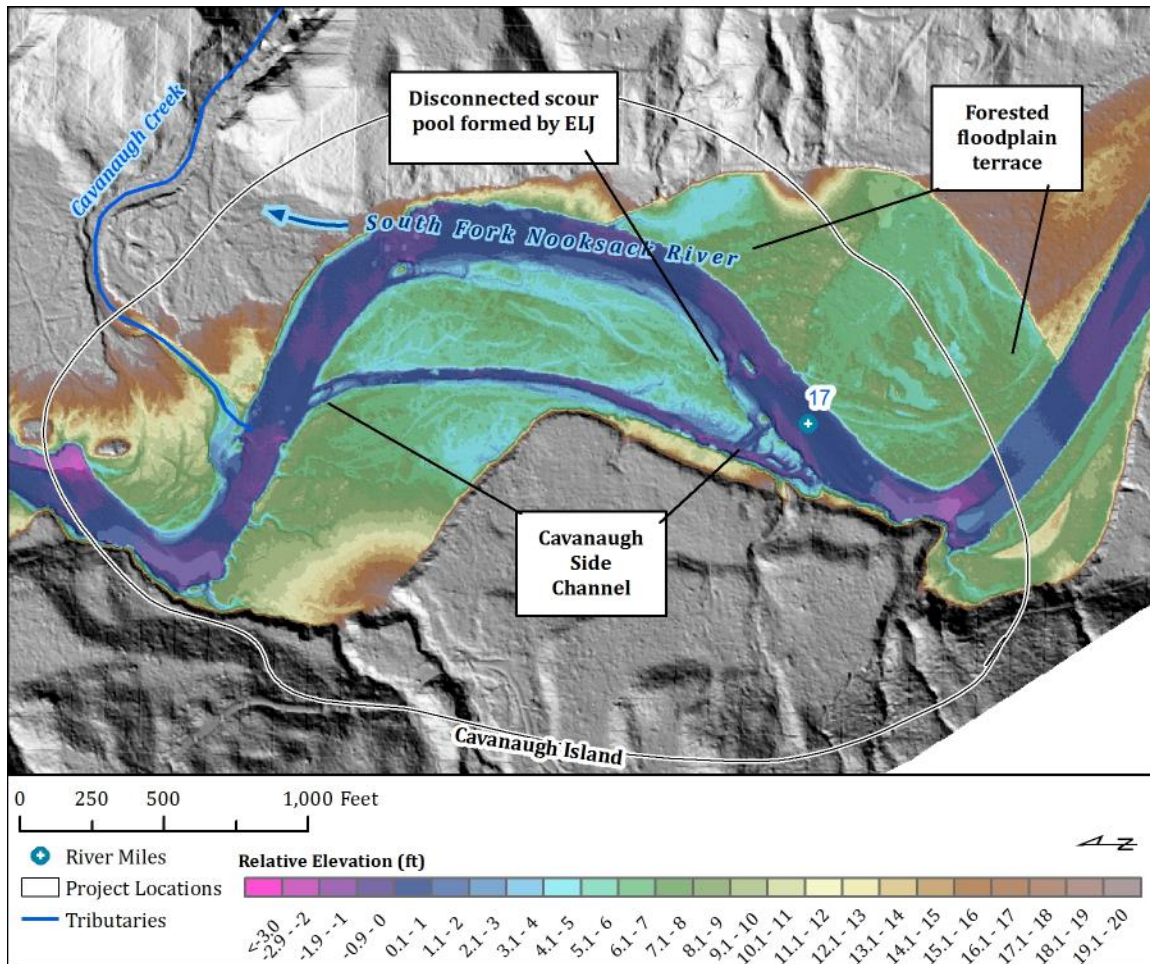 Disconnected scour
pool formed by ELJ
Forested
floodplain
terrace
Cavanaugh Creek
South Fork Nooksack River
17
Cavanaugh
Side
Channel
Cavanaugh Island
0 250 500 1,000 Feet
River Miles
Project Locations
Tributaries
Relative Elevation (ft)
<-3.0
-2.9 - -2
-1.9 - -1
-0.9 - 0
0.1 - 1
1.1 - 2
2.1 - 3
3.1 - 4
4.1 - 5
5.1 - 6
6.1 - 7
7.1 - 8
8.1 - 9
9.1 - 10
10.1 - 11
11.1 - 12
12.1 - 13
13.1 - 14
14.1 - 15
15.1 - 16
16.1 - 17
17.1 - 18
18.1 - 19
19.1 - 20
N